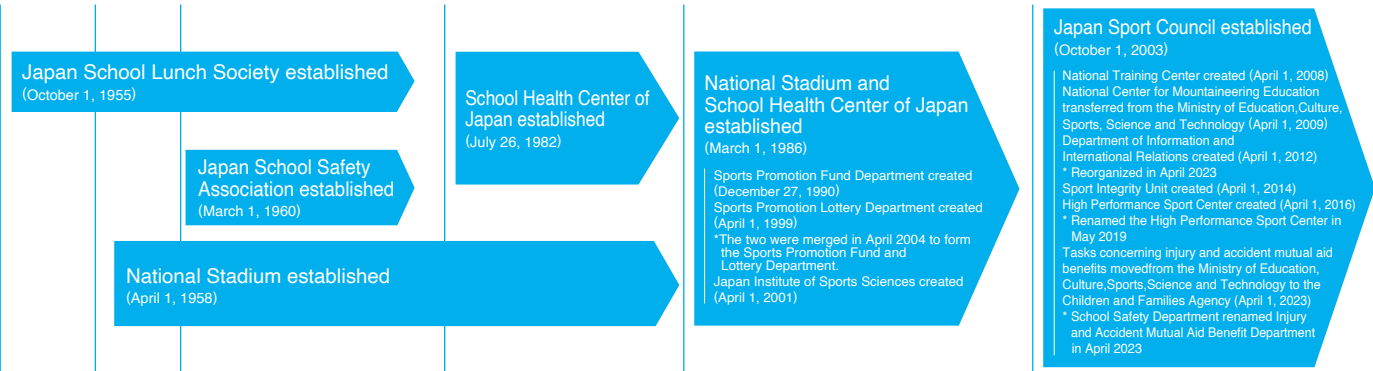 Japan School Lunch Society established
(October 1, 1955)
Japan School Safety
Association established
(March 1, 1960)
National Stadium established
(April 1, 1958)
School Health Center of
Japan established
(July 26, 1982)
National Stadium and
School Health Center of Japan
established
(March 1, 1986)
Sports Promotion Fund Department created
(December 27, 1990)
Sports Promotion Lottery Department created
(April 1, 1999)
*The two were merged in April 2004 to form
the Sports Promotion Fund and
Lottery Department.
Japan Institute of Sports Sciences created
(April 1, 2001)
Japan Sport Council established
(October 1, 2003)
National Training Center created (April 1, 2008)
National Center for Mountaineering Education
transferred from the Ministry of Education,Culture,
Sports, Science and Technology (April 1, 2009)
Department of Information and
International Relations created (April 1, 2012)
* Reorganized in April 2023
Sport Integrity Unit created (April 1, 2014)
High Performance Sport Center created (April 1, 2016)
* Renamed the High Performance Sport Center in
May 2019
Tasks concerning injury and accident mutual aid
benefits movedfrom the Ministry of Education,
Culture,Sports,Science and Technology to the
Children and Families Agency (April 1, 2023)
* School Safety Department renamed Injury
and Accident Mutual Aid Benefit Department
in April 2023